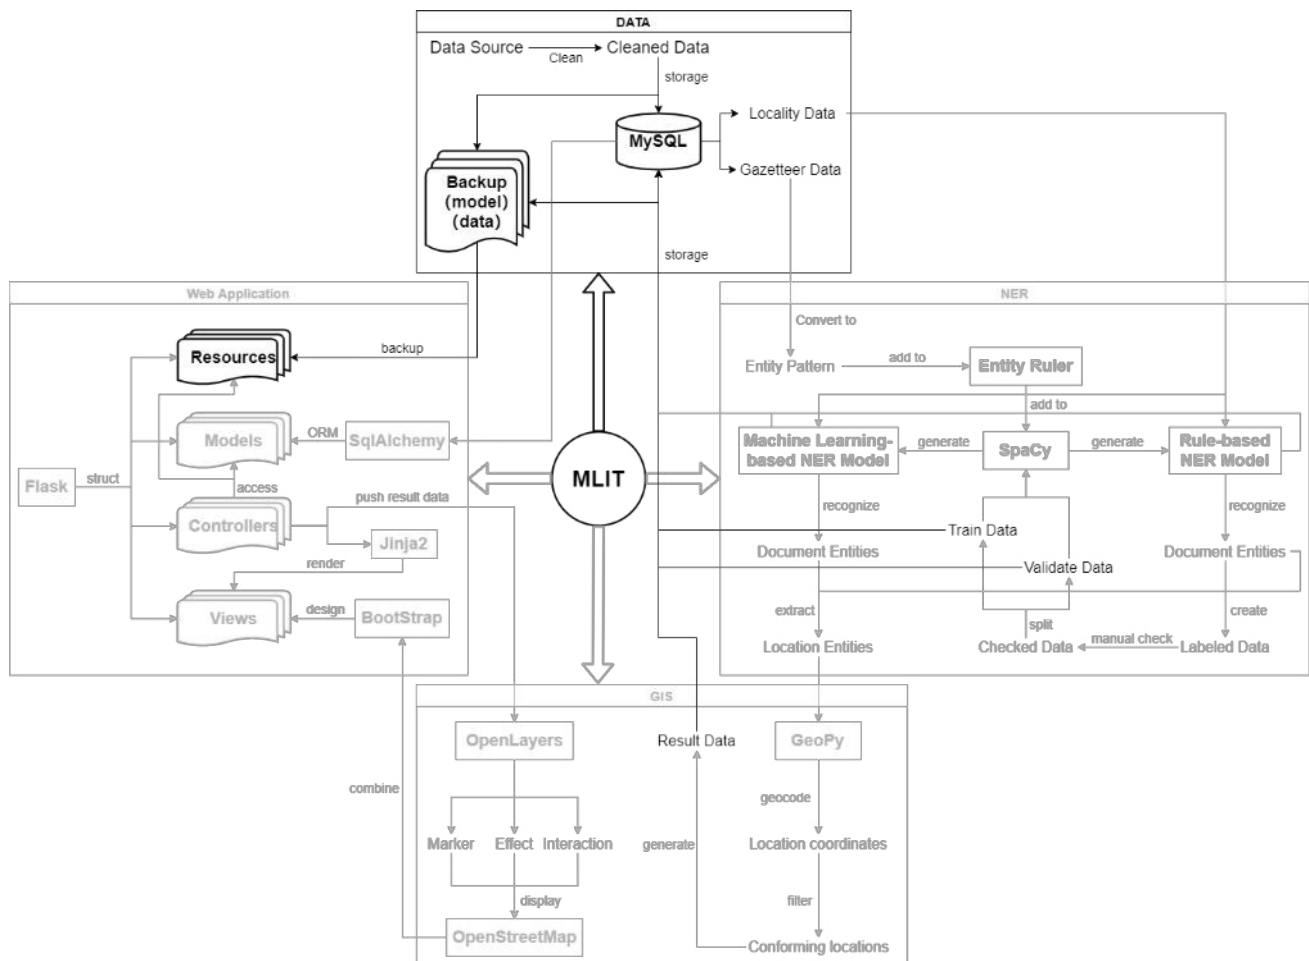 DATA
Data Source
Clean
Cleaned Data
storage
Locality Data
MySQL
Gazetteer Data
Backup
(model)
(data)
storage
Web Application
Resources
backup
Models
ORM
SqlAlchemy
Flask
struct
access
push result data
Controllers
Jinja2
render
Views
design
BootStrap
MLIT
NER
Convert to
Entity Pattern
add to
Entity Ruler
add to
Machine Learning-
based NER Model
generate
SpaCy
generate
Rule-based
NER Model
recognize
recognize
Train Data
Document Entities
Document Entities
Validate Data
extract
create
split
Location Entities
Checked Data
manual check
Labeled Data
GIS
OpenLayers
Result Data
GeoPy
combine
geocode
Marker
Effect
Interaction
generate
Location coordinates
display
filter
OpenStreetMap
Conforming locations